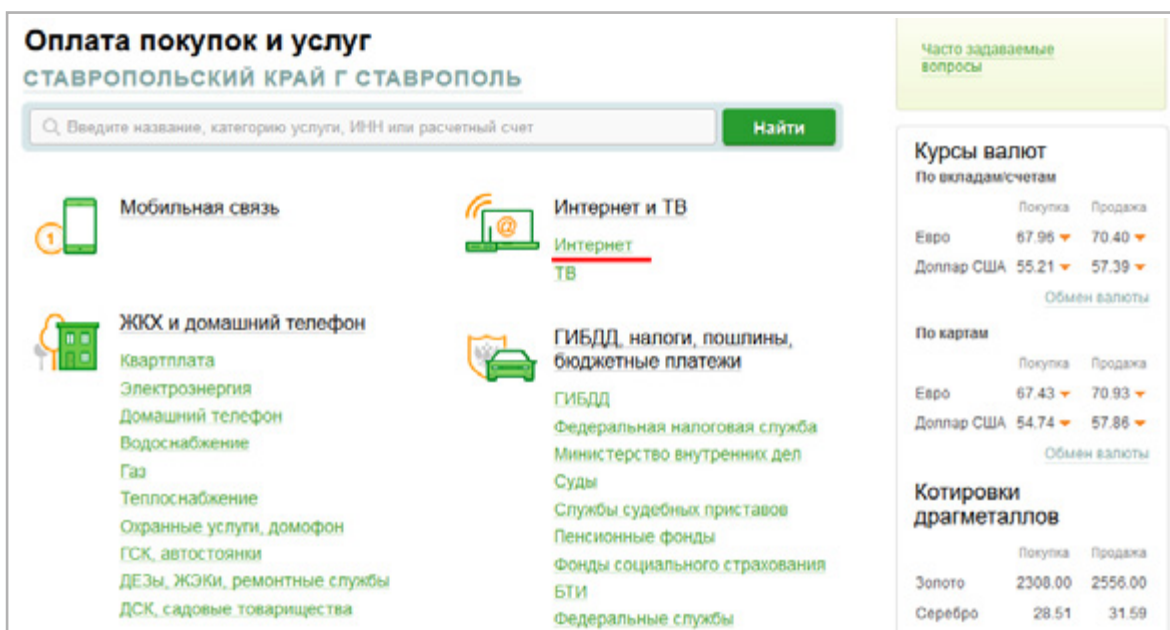 Оплата покупок и услуг
СТАВРОПОЛЬСКИЙ КРАЙ Г СТАВРОПОЛЬ
Введите название, категорию услуги, ИНН или расчетный счет
Найти
Мобильная связь
Интернет и ТВ
Интернет
ТВ
ЖКХ и домашний телефон
Квартплата
Электроэнергия
Домашний телефон
Водоснабжение
Газ
Теплоснабжение
Охранные услуги, домофон
ГСК, автостоянки
ДЕЗы, ЖЭКи, ремонтные службы
ДСК, садовые товарищества
ГИБДД, налоги, пошлины,
бюджетные платежи
ГИБДД
Федеральная налоговая служба
Министерство внутренних дел
Суды
Службы судебных приставов
Пенсионные фонды
Фонды социального страхования
БТИ
Федеральные службы
Часто задаваемые
вопросы
Курсы валют
По вкладам/счетам
Покупка Продажа
Евро 67.96 70.40
Доллар США 55.21 57.39
Обмен валюты
По картам
Покупка Продажа
Евро 67.43 70.93
Доллар США 54.74 57.86
Обмен валюты
Котировки
драгметаллов
Покупка Продажа
Золото 2308.00 2556.00
Серебро 28.51 31.59